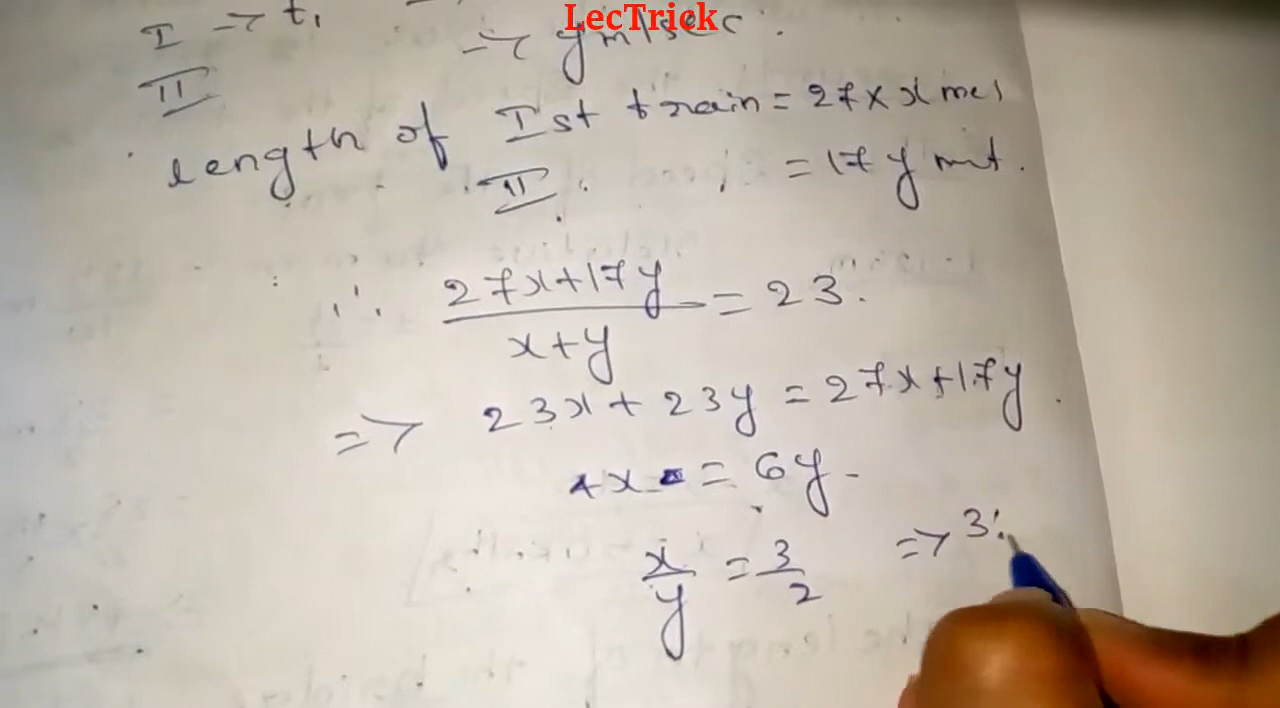 LecTrick
I => t,
=> y m/sec.
II
length of Ist train = 27 x x met
II = 17 y mt.
∴ 27x+17y / x+y = 23.
=> 23x + 23y = 27x+17y.
4x = 6y
x/y = 3/2 => 3: